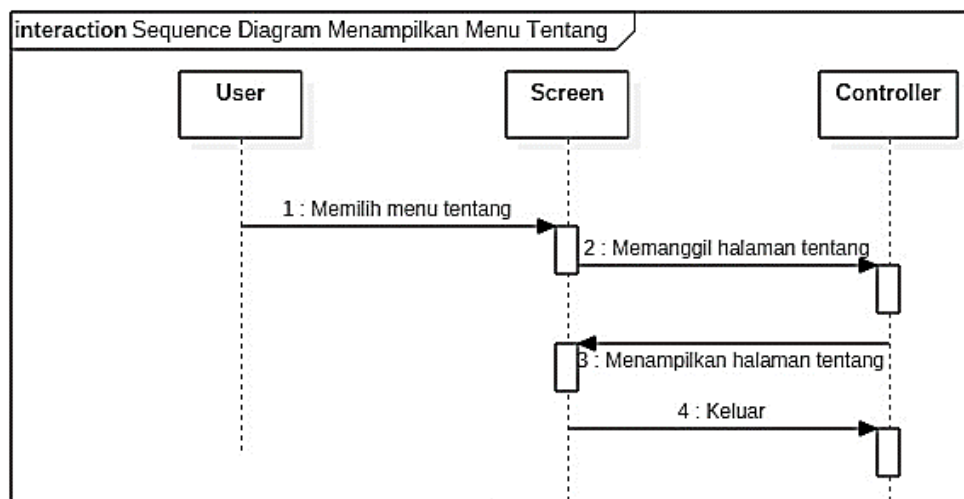 interaction Sequence Diagram Menampilkan Menu Tentang
User
Screen
Controller
1 : Memilih menu tentang
2 : Memanggil halaman tentang
3 : Menampilkan halaman tentang
4 : Keluar